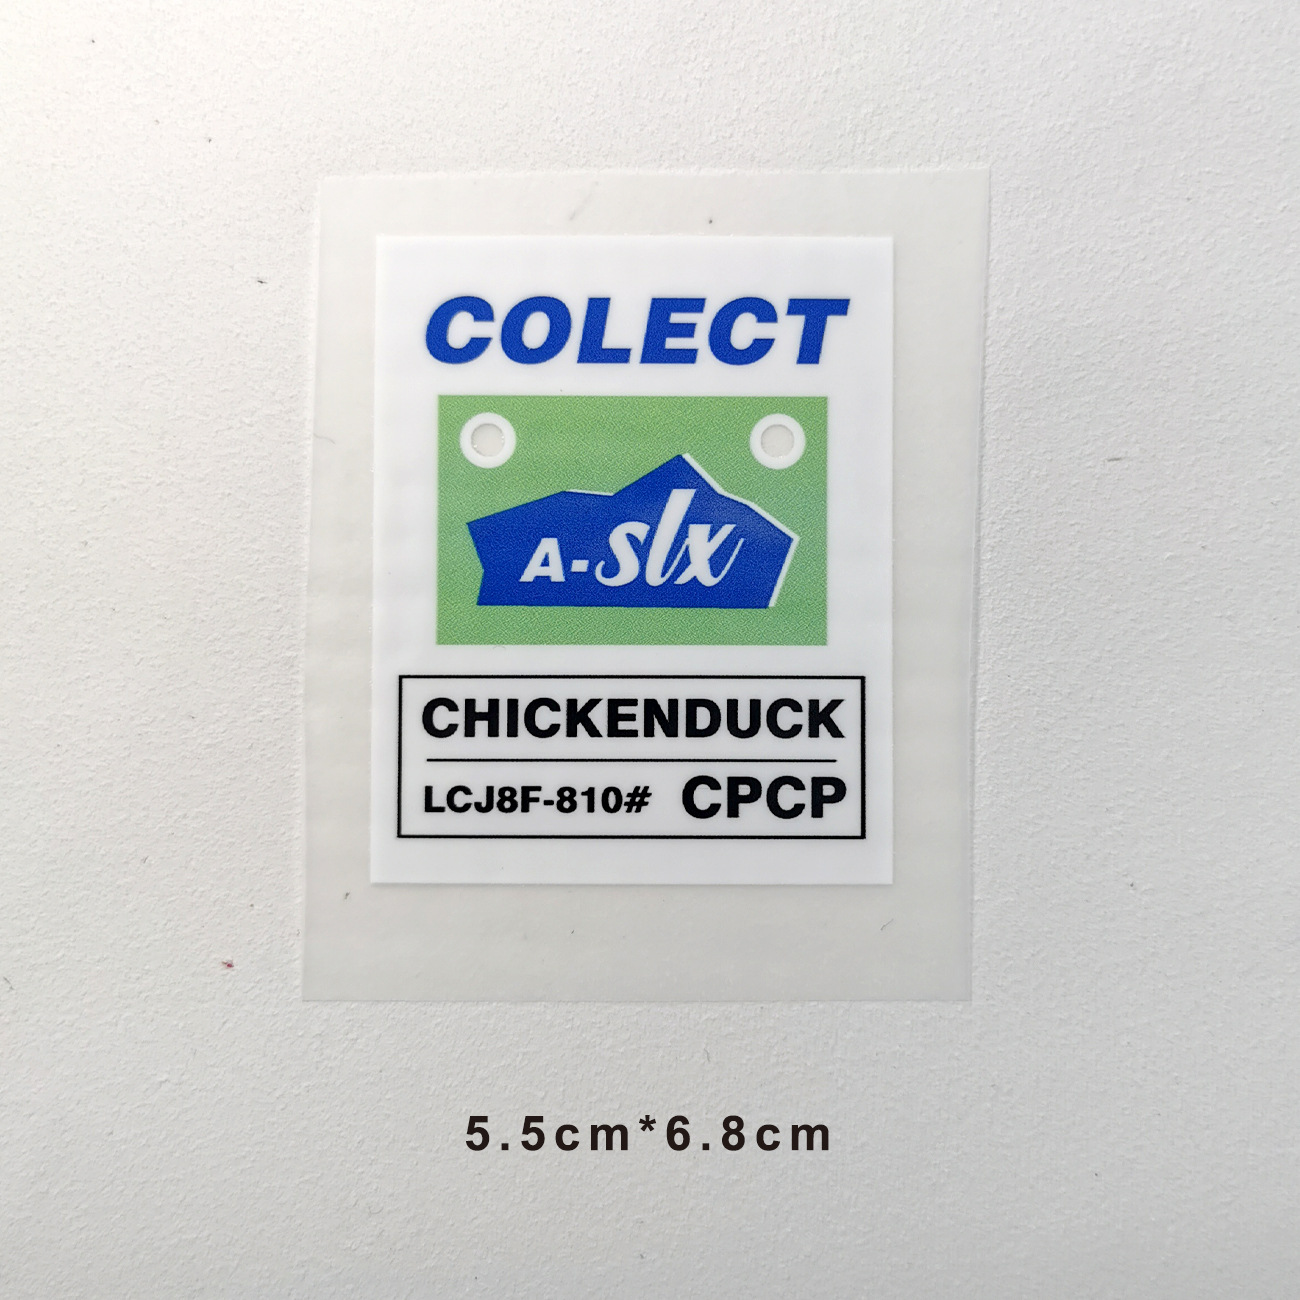 COLECT
A-slx
CHICKENDUCK
LCJ8F-810# CPCP
5.5cm*6.8cm